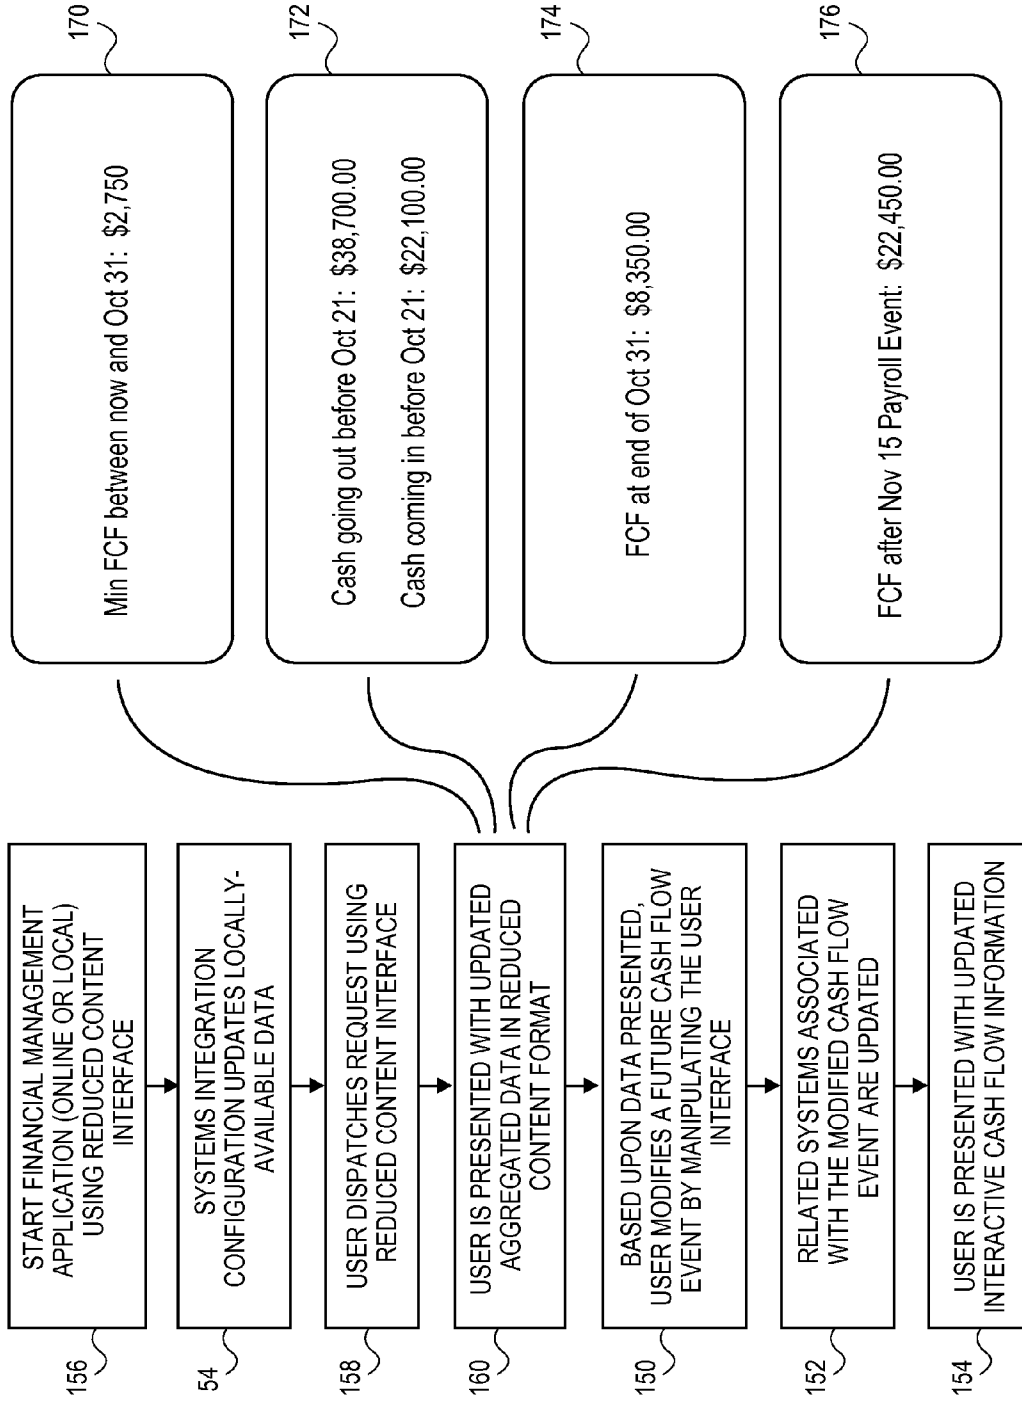 156
START FINANCIAL MANAGEMENT
APPLICATION (ONLINE OR LOCAL)
USING REDUCED CONTENT
INTERFACE
54
SYSTEMS INTEGRATION
CONFIGURATION UPDATES LOCALLY-
AVAILABLE DATA
158
USER DISPATCHES REQUEST USING
REDUCED CONTENT INTERFACE
160
USER IS PRESENTED WITH UPDATED
AGGREGATED DATA IN REDUCED
CONTENT FORMAT
150
BASED UPON DATA PRESENTED,
USER MODIFIES A FUTURE CASH FLOW
EVENT BY MANIPULATING THE USER
INTERFACE
152
RELATED SYSTEMS ASSOCIATED
WITH THE MODIFIED CASH FLOW
EVENT ARE UPDATED
154
USER IS PRESENTED WITH UPDATED
INTERACTIVE CASH FLOW INFORMATION
170
Min FCF between now and Oct 31: $2,750
172
Cash going out before Oct 21: $38,700.00
Cash coming in before Oct 21: $22,100.00
174
FCF at end of Oct 31: $8,350.00
176
FCF after Nov 15 Payroll Event: $22,450.00